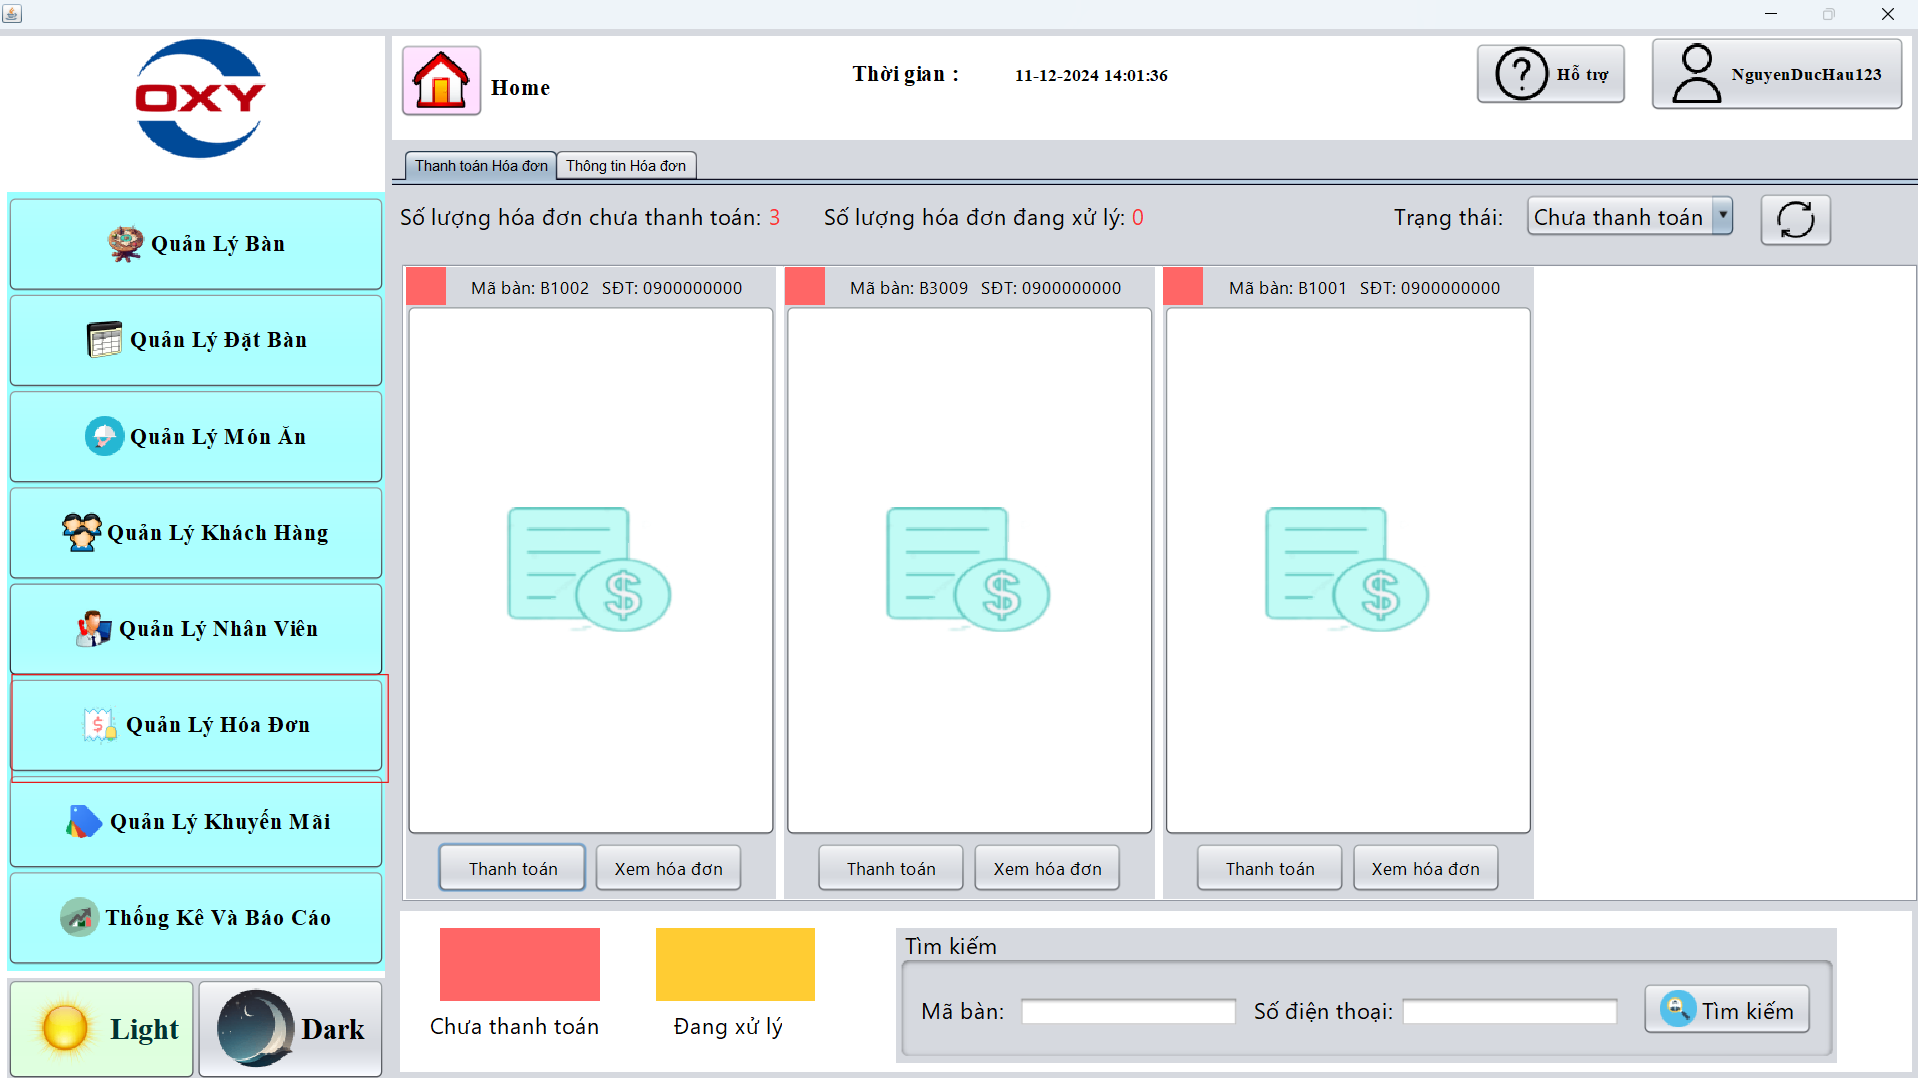 OXY
Home
Thời gian :
11-12-2024 14:01:36
Hỗ trợ
NguyenDucHau123
Quản Lý Bàn
Quản Lý Đặt Bàn
Quản Lý Món Ăn
Quản Lý Khách Hàng
Quản Lý Nhân Viên
Quản Lý Hóa Đơn
Quản Lý Khuyến Mãi
Thống Kê Và Báo Cáo
Light
Dark
Thanh toán Hóa đơn
Thông tin Hóa đơn
Số lượng hóa đơn chưa thanh toán: 3
Số lượng hóa đơn đang xử lý: 0
Trạng thái:
Chưa thanh toán
Mã bàn: B1002 SĐT: 0900000000
$
Thanh toán
Xem hóa đơn
Mã bàn: B3009 SĐT: 0900000000
$
Thanh toán
Xem hóa đơn
Mã bàn: B1001 SĐT: 0900000000
$
Thanh toán
Xem hóa đơn
Chưa thanh toán
Đang xử lý
Tìm kiếm
Mã bàn:
Số điện thoại:
Tìm kiếm